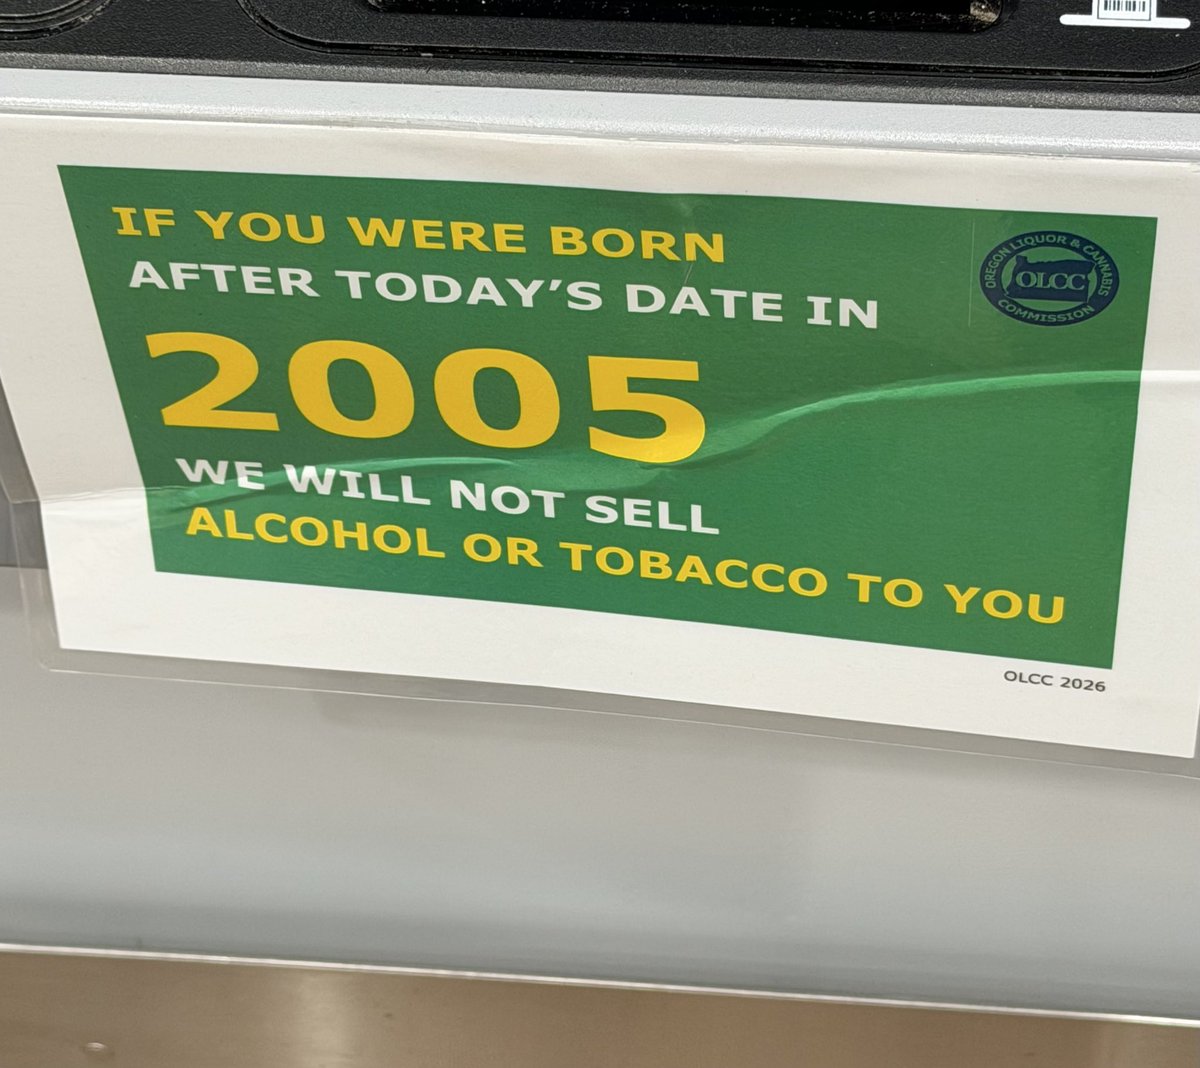 IF YOU WERE BORN
AFTER TODAY'S DATE IN
2005
WE WILL NOT SELL
ALCOHOL OR TOBACCO TO YOU
OREGON LIQUOR & CANNABIS
OLCC
COMMISSION
OLCC 2026